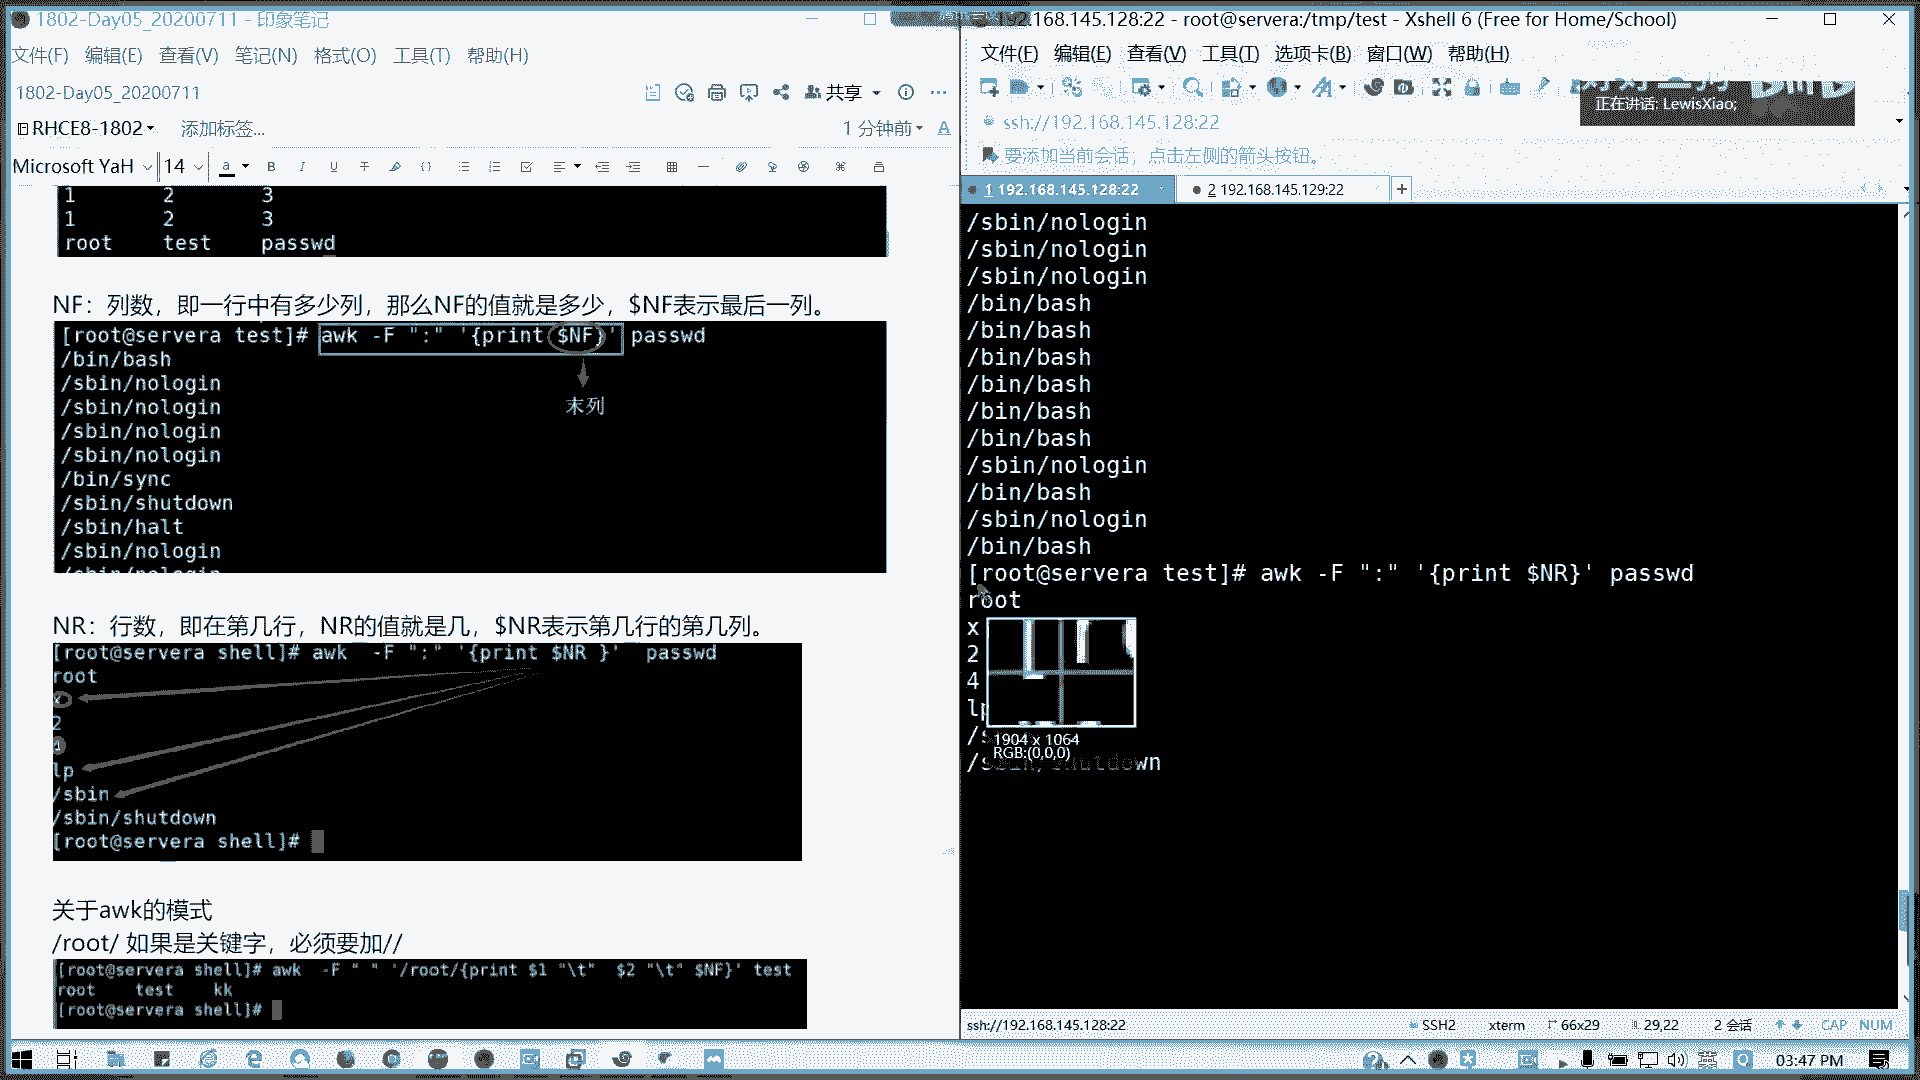 1802-Day05_20200711 - 印象笔记
文件(F) 编辑(E) 查看(V) 笔记(N) 格式(O) 工具(T) 帮助(H)
1802-Day05_20200711
共享
RHCE8-1802 添加标签...
1 分钟前
Microsoft YaH 14
1 2 3
1 2 3
root test passwd
NF：列数，即一行中有多少列，那么NF的值就是多少，$NF表示最后一列。
[root@servera test]# awk -F ":" '{print $NF}' passwd
/bin/bash
末列
/sbin/nologin
/sbin/nologin
/sbin/nologin
/sbin/nologin
/bin/sync
/sbin/shutdown
/sbin/halt
/sbin/nologin
/sbin/nologin
NR：行数，即在第几行，NR的值就是几，$NR表示第几行的第几列。
[root@servera shell]# awk -F ":" '{print $NR }' passwd
root
x
2
4
lp
/sbin
/sbin/shutdown
[root@servera shell]#
关于awk的模式
/root/ 如果是关键字，必须要加//
[root@servera shell]# awk -F " " '/root/{print $1 "\t" $2 "\t" $NF}' test
root test kk
[root@servera shell]#
192.168.145.128:22 - root@servera:/tmp/test - Xshell 6 (Free for Home/School)
文件(F) 编辑(E) 查看(V) 工具(T) 选项卡(B) 窗口(W) 帮助(H)
正在讲话: LewisXiao;
ssh://192.168.145.128:22
要添加当前会话，点击左侧的箭头按钮。
1 192.168.145.128:22
2 192.168.145.129:22
/sbin/nologin
/sbin/nologin
/sbin/nologin
/bin/bash
/bin/bash
/bin/bash
/bin/bash
/bin/bash
/bin/bash
/sbin/nologin
/bin/bash
/sbin/nologin
/bin/bash
[root@servera test]# awk -F ":" '{print $NR}' passwd
root
x
2
4
lp
1904 x 1064
RGB:(0,0,0)
/sbin/shutdown
ssh://192.168.145.128:22 SSH2 xterm 66x29 29,22 2 会话 CAP NUM
英 03:47 PM